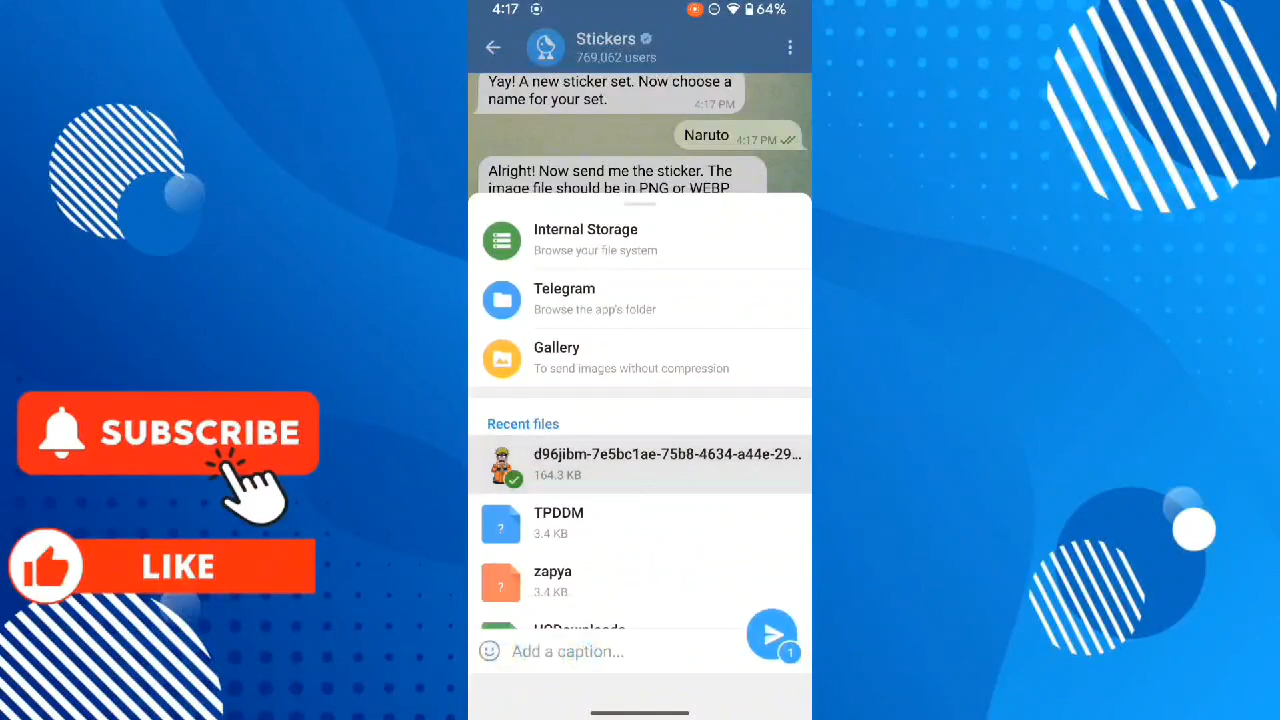 4:17
64%
Stickers
769,062 users
Yay! A new sticker set. Now choose a
name for your set.
4:17 PM
Naruto
4:17 PM
Alright! Now send me the sticker. The
image file should be in PNG or WEBP
Internal Storage
Browse your file system
Telegram
Browse the app's folder
Gallery
To send images without compression
Recent files
d96jibm-7e5bc1ae-75b8-4634-a44e-29...
164.3 KB
TPDDM
3.4 KB
zapya
3.4 KB
Add a caption...
1
SUBSCRIBE
LIKE